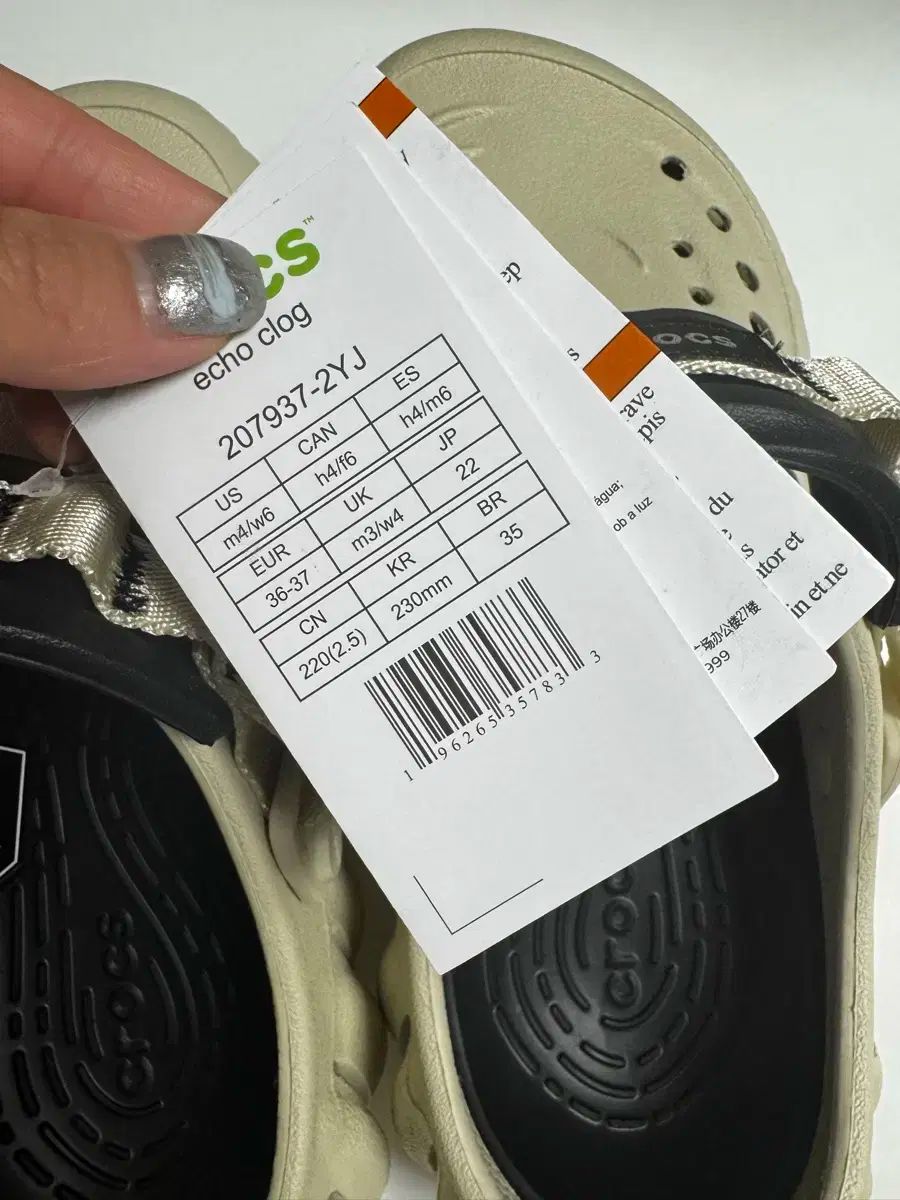 cs™
echo clog
207937-2YJ
US CAN ES
m4/w6 h4/f6 h4/m6
EUR UK JP
36-37 m3/w4 22
CN KR BR
220(2.5) 230mm 35
1 96265 35783 3
água;
ob a luz
场办公楼27楼
999
ep
s
rave
pis
du
s
ator et
in et.ne
ocs
crocs
croc